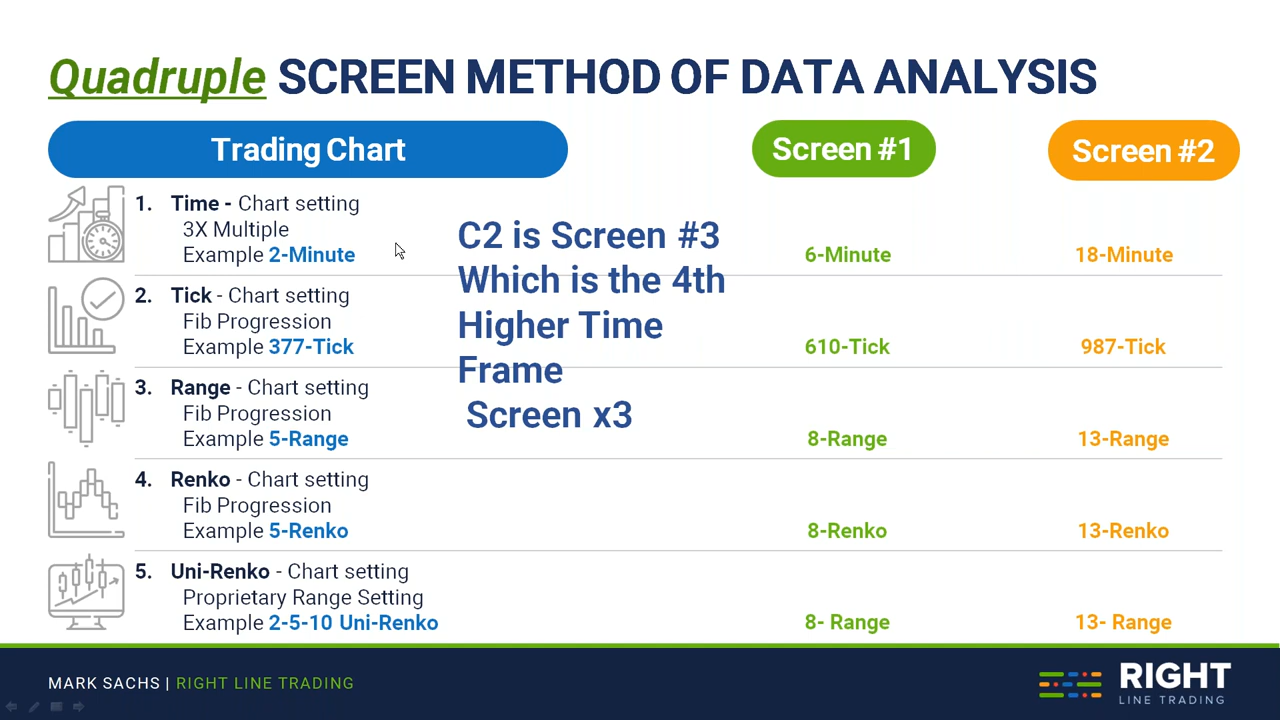 Quadruple SCREEN METHOD OF DATA ANALYSIS
Trading Chart
Screen #1
Screen #2
1. Time - Chart setting
3X Multiple
Example 2-Minute
6-Minute
18-Minute
C2 is Screen #3
Which is the 4th
Higher Time
Frame
Screen x3
2. Tick - Chart setting
Fib Progression
Example 377-Tick
610-Tick
987-Tick
3. Range - Chart setting
Fib Progression
Example 5-Range
8-Range
13-Range
4. Renko - Chart setting
Fib Progression
Example 5-Renko
8-Renko
13-Renko
5. Uni-Renko - Chart setting
Proprietary Range Setting
Example 2-5-10 Uni-Renko
8- Range
13- Range
MARK SACHS | RIGHT LINE TRADING
RIGHT
LINE TRADING